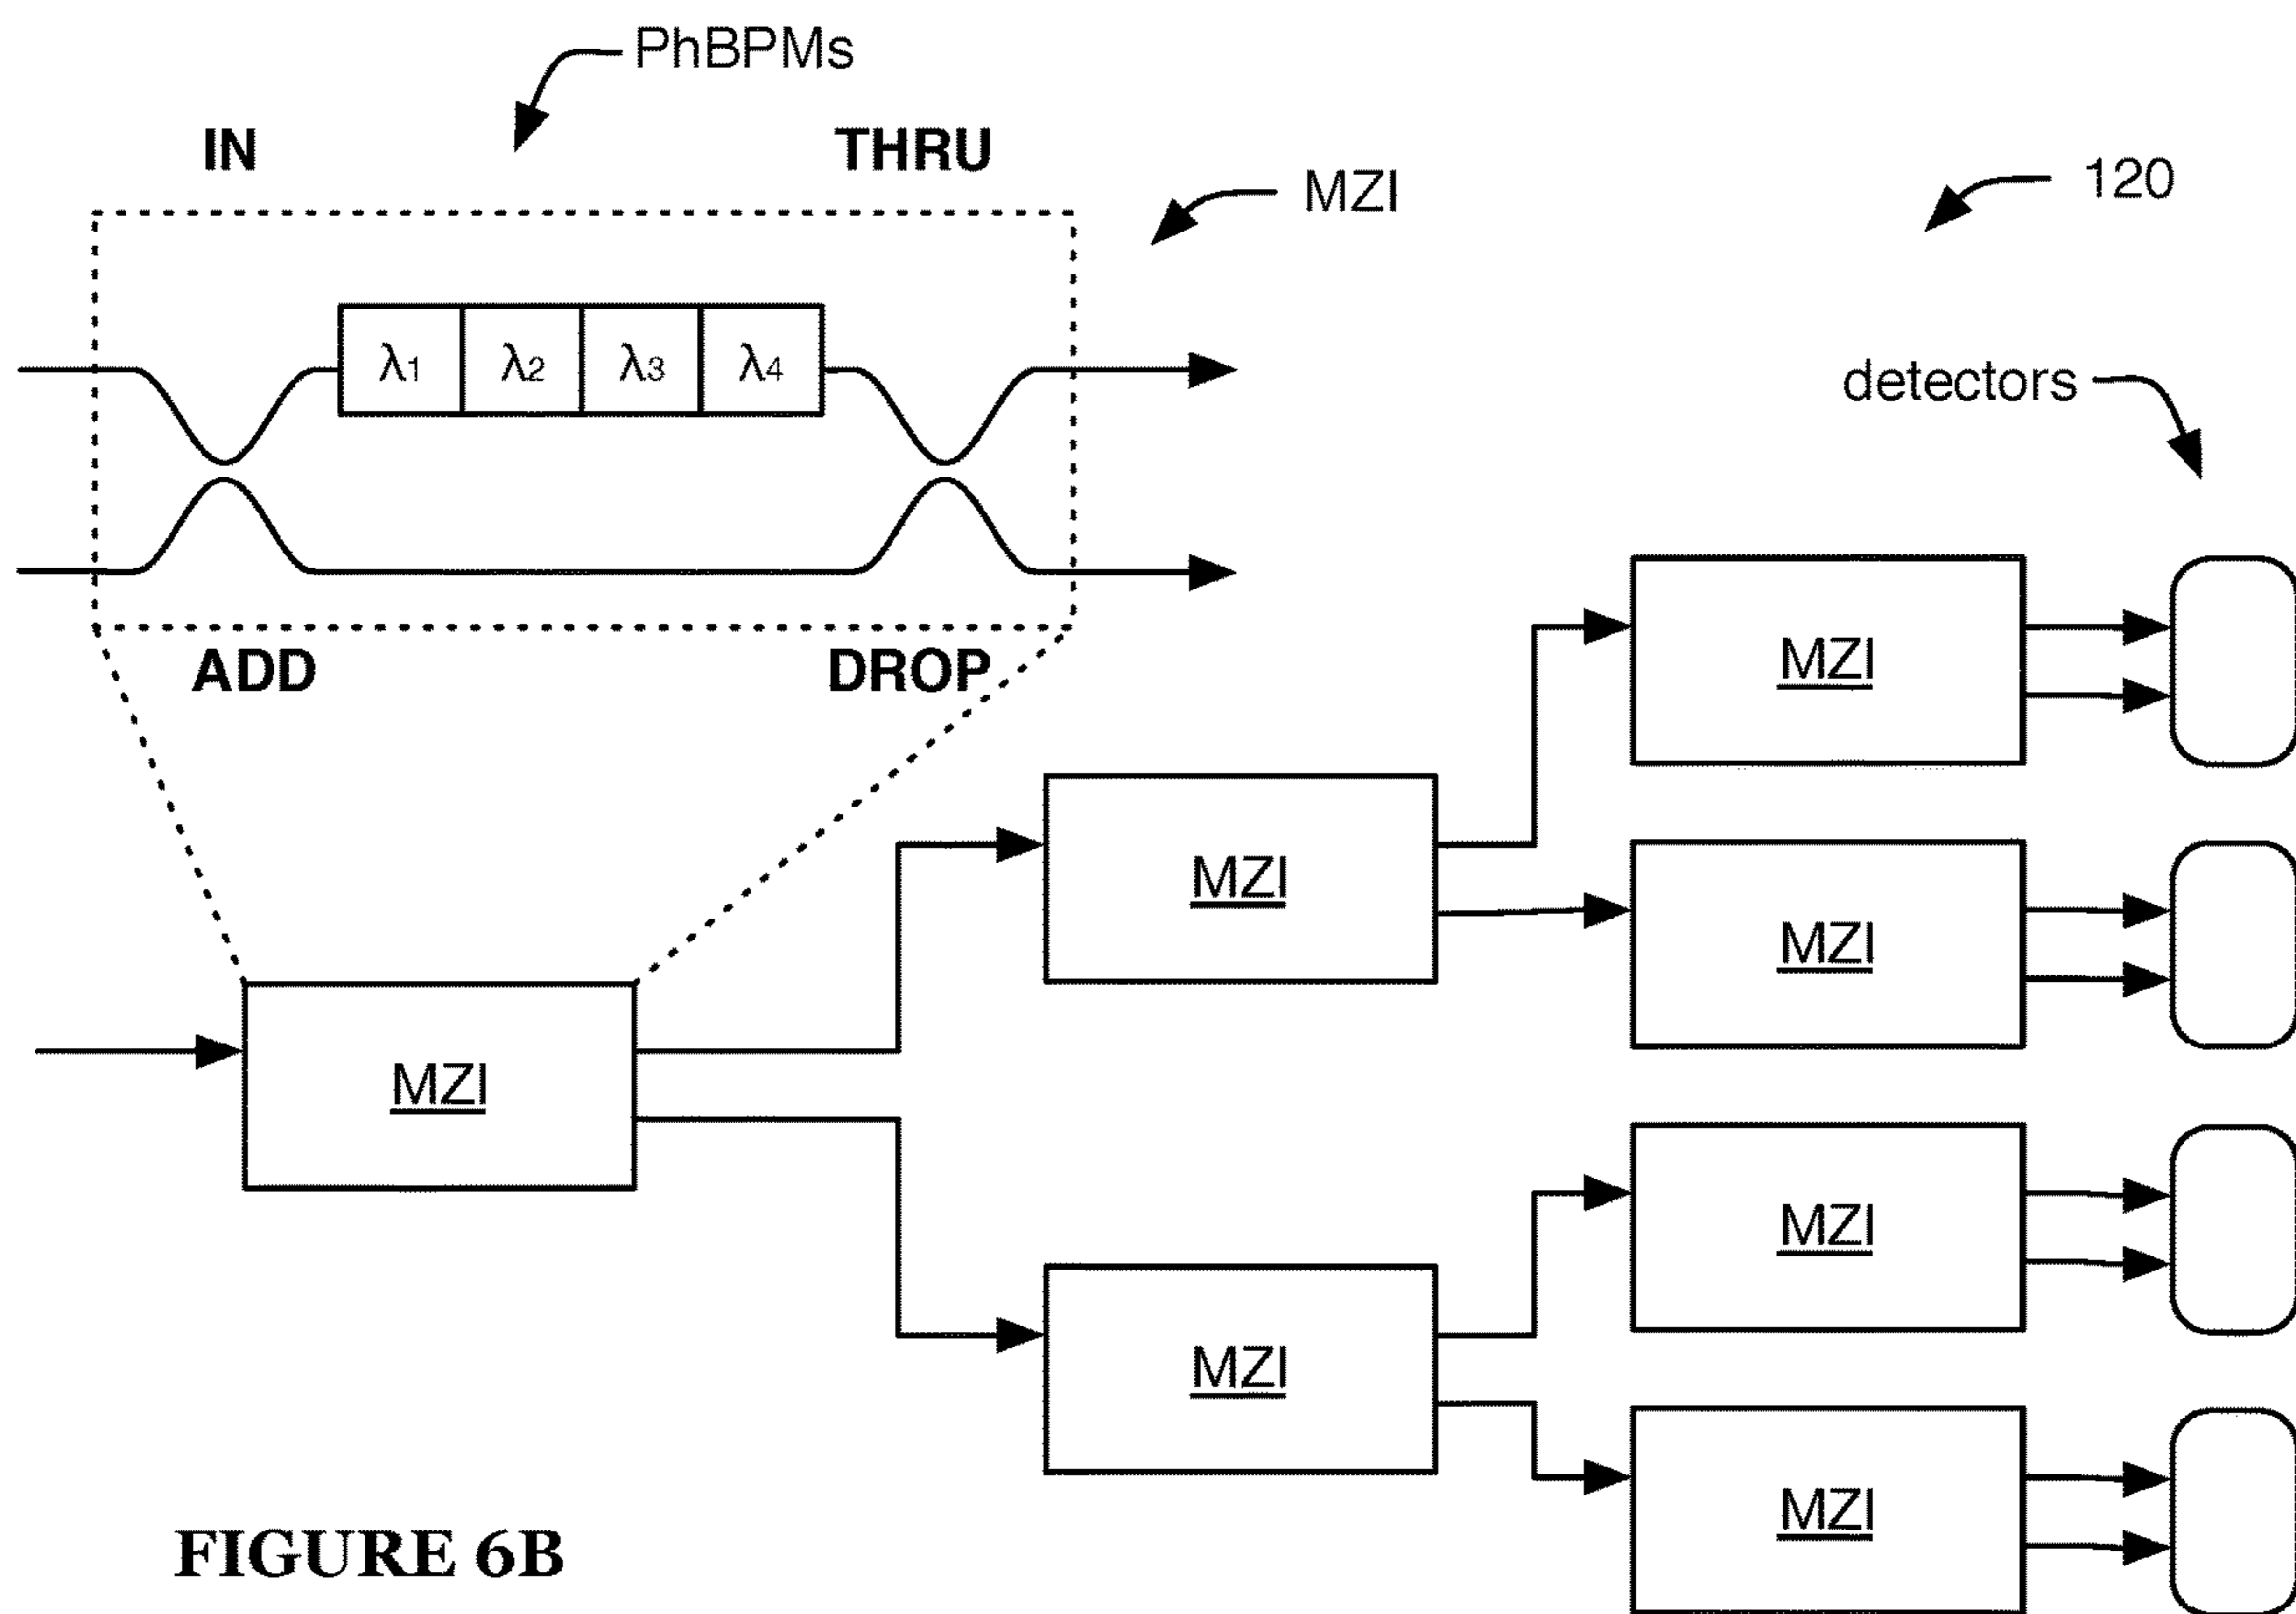 PhBPMs
IN
THRU
MZI
120
λ1
λ2
λ3
λ4
detectors
ADD
DROP
MZI
MZI
MZI
MZI
MZI
MZI
MZI
FIGURE 6B